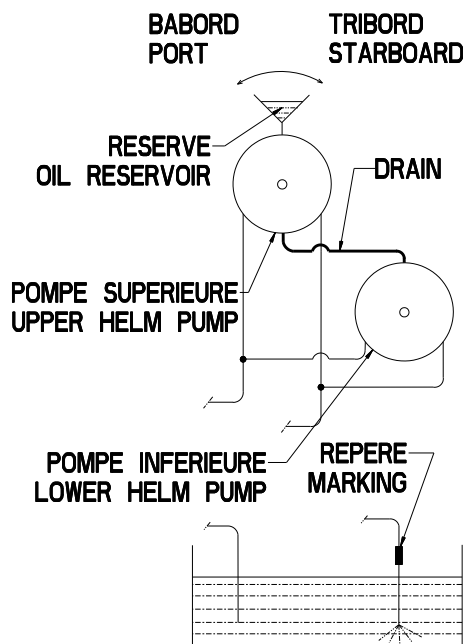 BABORD
PORT
TRIBORD
STARBOARD
RESERVE
OIL RESERVOIR
DRAIN
POMPE SUPERIEURE
UPPER HELM PUMP
POMPE INFERIEURE
LOWER HELM PUMP
REPERE
MARKING